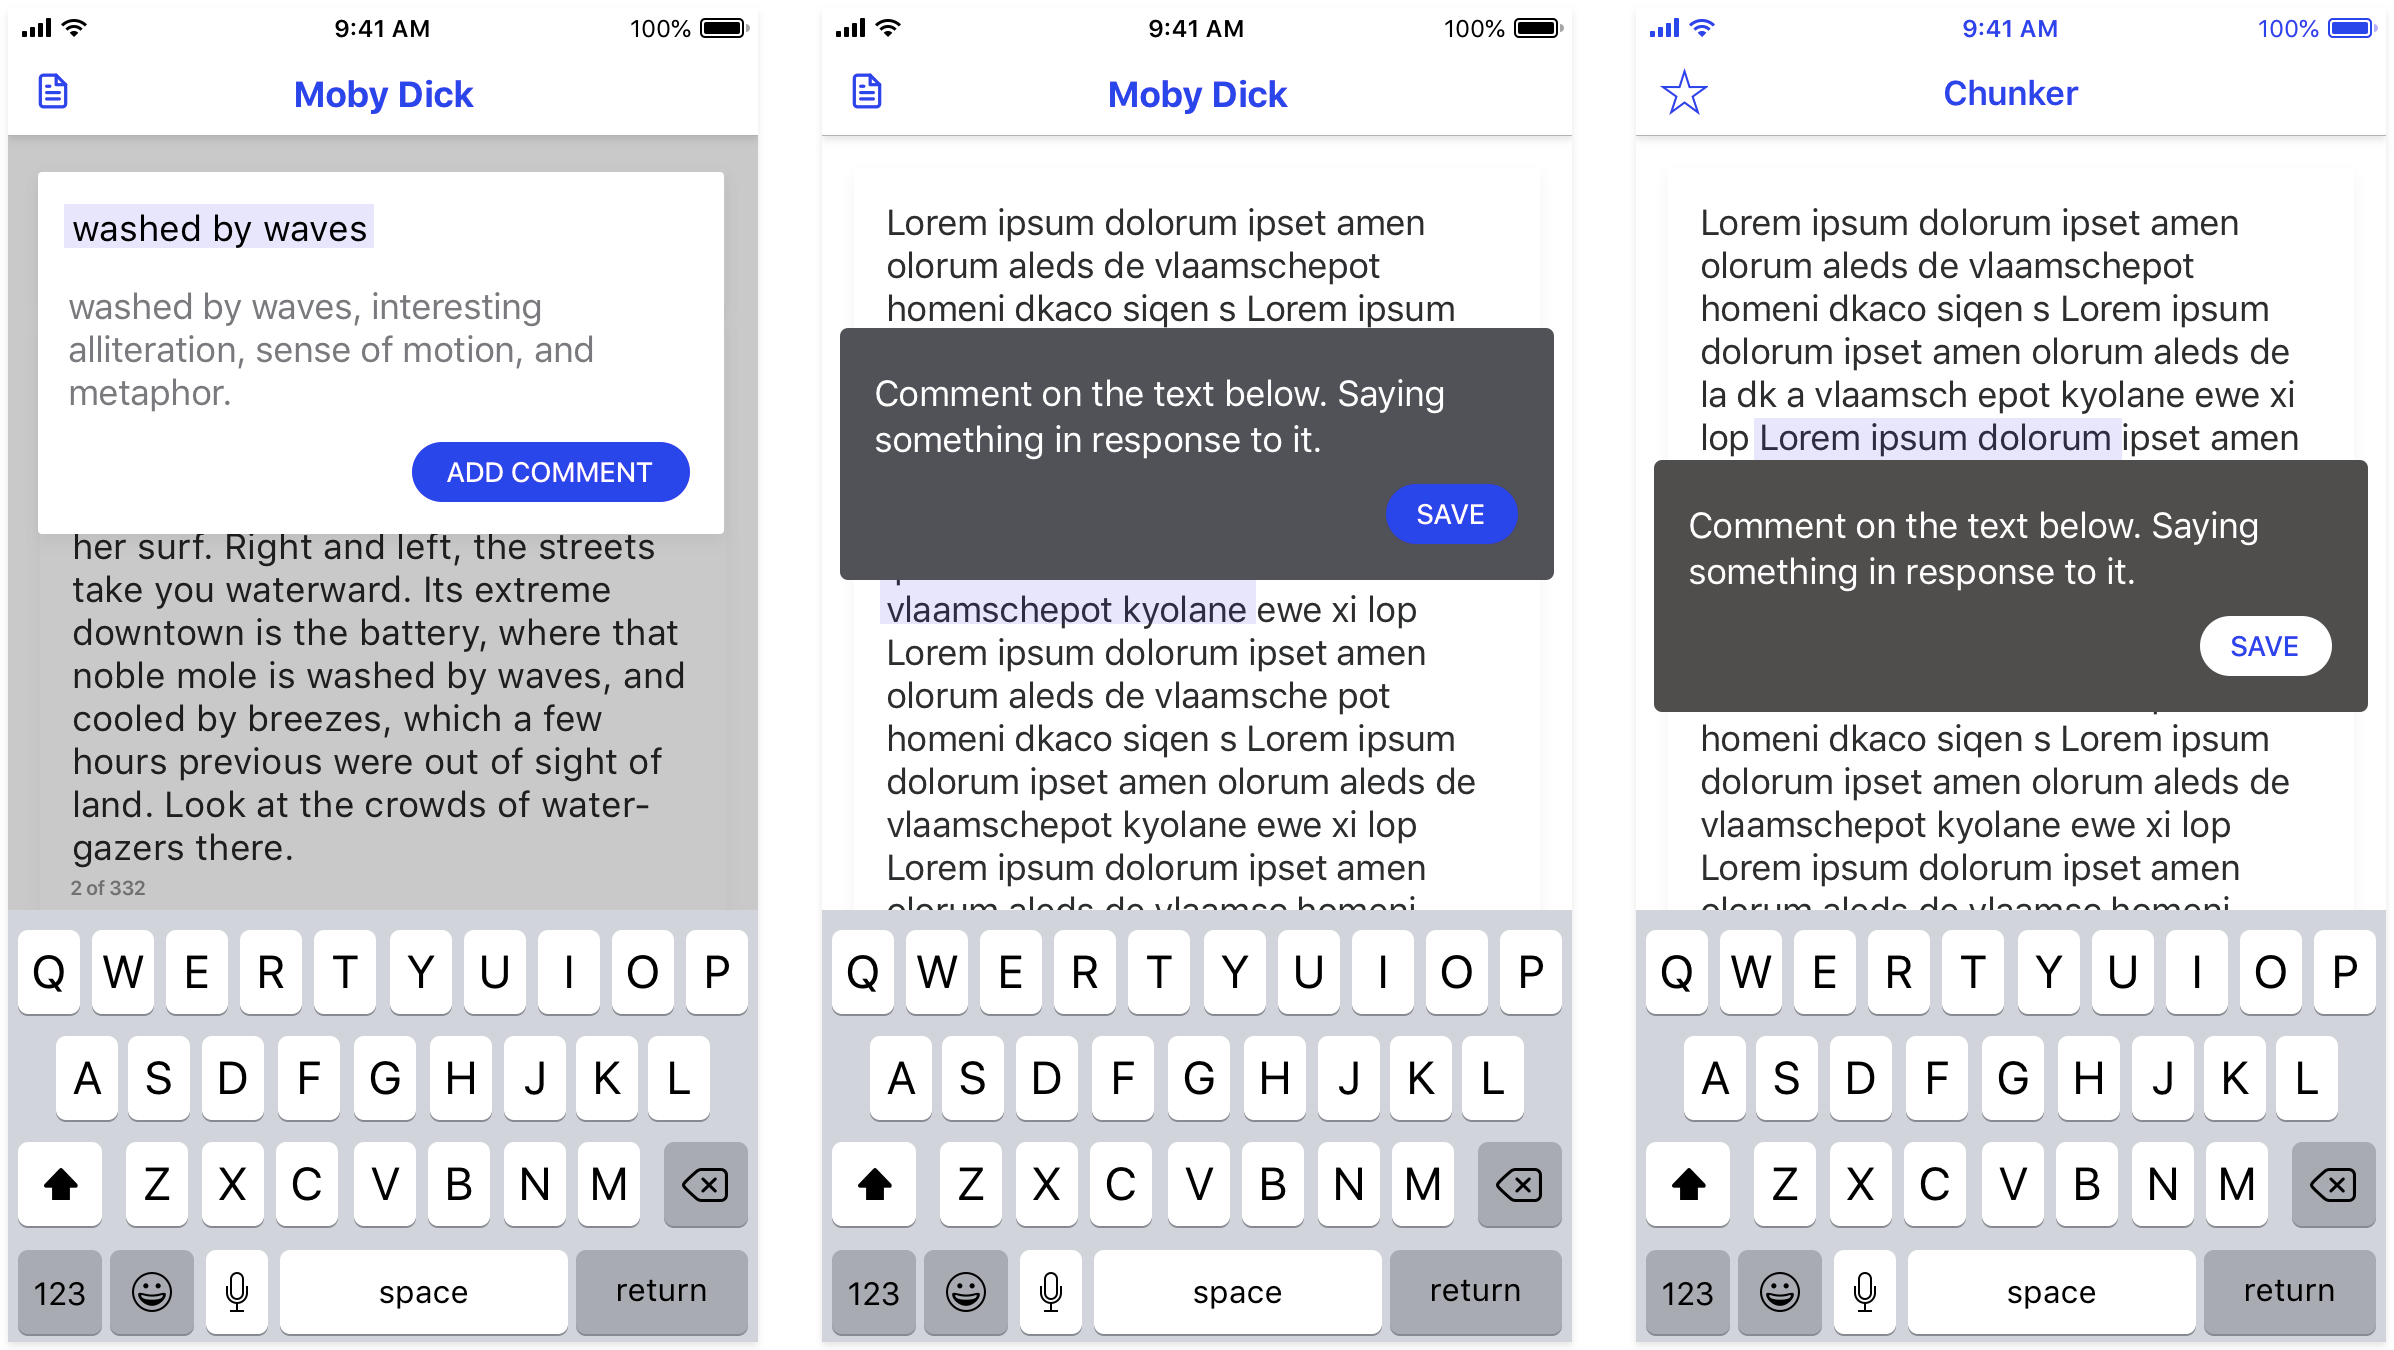 9:41 AM
100%
Moby Dick
washed by waves
washed by waves, interesting
alliteration, sense of motion, and
metaphor.
ADD COMMENT
her surf. Right and left, the streets
take you waterward. Its extreme
downtown is the battery, where that
noble mole is washed by waves, and
cooled by breezes, which a few
hours previous were out of sight of
land. Look at the crowds of water-
gazers there.
2 of 332
Q W E R T Y U I O P
A S D F G H J K L
Z X C V B N M
123 space return
9:41 AM
100%
Moby Dick
Lorem ipsum dolorum ipset amen
olorum aleds de vlaamschepot
homeni dkaco siqen s Lorem ipsum
Comment on the text below. Saying
something in response to it.
SAVE
vlaamschepot kyolane ewe xi lop
Lorem ipsum dolorum ipset amen
olorum aleds de vlaamsche pot
homeni dkaco siqen s Lorem ipsum
dolorum ipset amen olorum aleds de
vlaamschepot kyolane ewe xi lop
Lorem ipsum dolorum ipset amen
olorum aleds de vlaamsc homeni
Q W E R T Y U I O P
A S D F G H J K L
Z X C V B N M
123 space return
9:41 AM
100%
Chunker
Lorem ipsum dolorum ipset amen
olorum aleds de vlaamschepot
homeni dkaco siqen s Lorem ipsum
dolorum ipset amen olorum aleds de
la dk a vlaamsch epot kyolane ewe xi
lop Lorem ipsum dolorum ipset amen
Comment on the text below. Saying
something in response to it.
SAVE
homeni dkaco siqen s Lorem ipsum
dolorum ipset amen olorum aleds de
vlaamschepot kyolane ewe xi lop
Lorem ipsum dolorum ipset amen
olorum aleds de vlaamsc homeni
Q W E R T Y U I O P
A S D F G H J K L
Z X C V B N M
123 space return